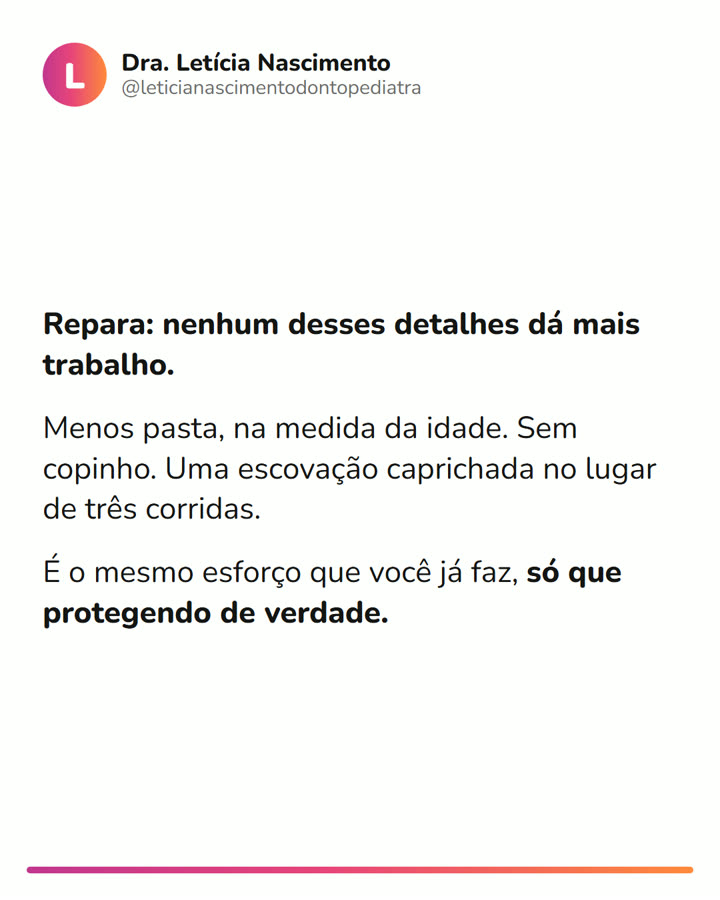 L
Dra. Letícia Nascimento
@leticianascimentodontopediatra
Repara: nenhum desses detalhes dá mais
trabalho.
Menos pasta, na medida da idade. Sem
copinho. Uma escovação caprichada no lugar
de três corridas.
É o mesmo esforço que você já faz, só que
protegendo de verdade.